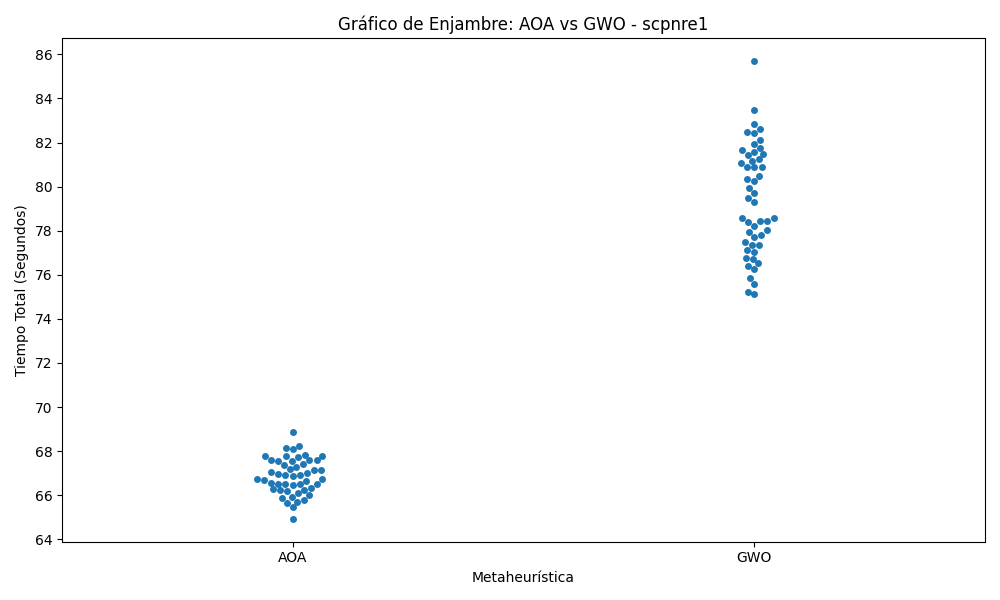 Gráfico de Enjambre: AOA vs GWO - scpnre1
86
84
82
80
78
76
74
72
70
68
66
64
Tiempo Total (Segundos)
AOA
GWO
Metaheurística